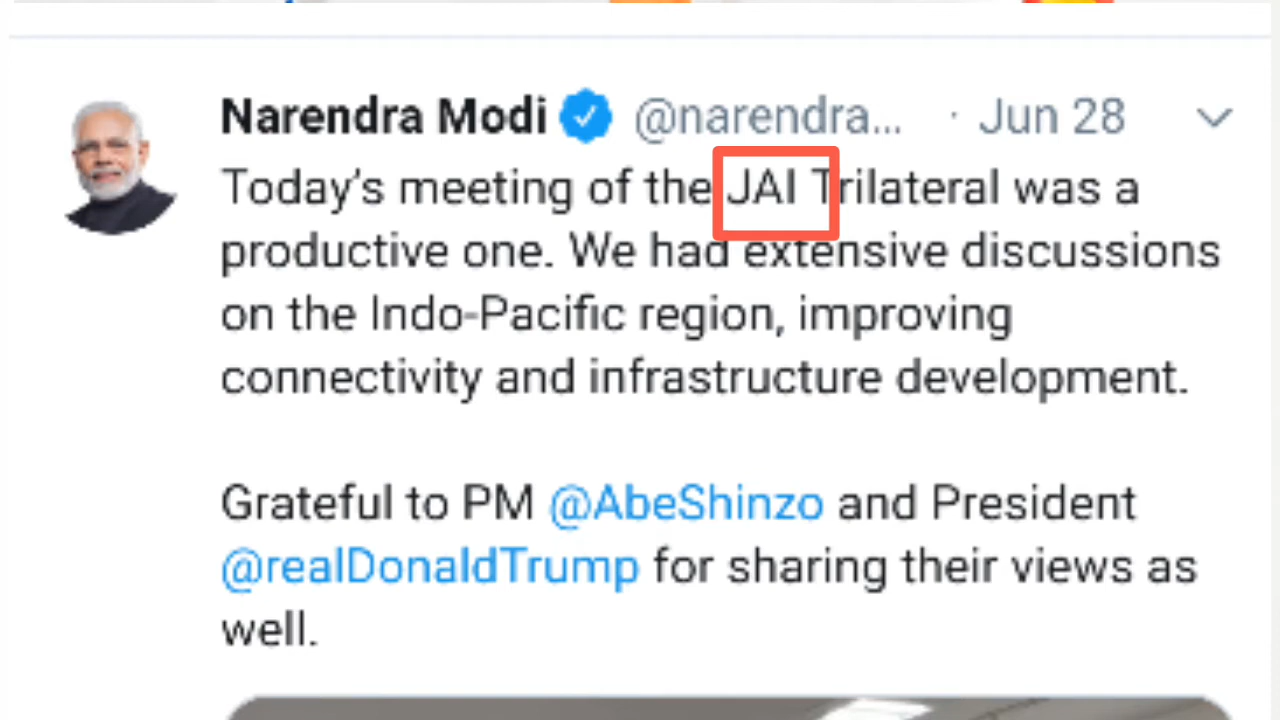 Narendra Modi @narendra... · Jun 28
Today's meeting of the JAI Trilateral was a
productive one. We had extensive discussions
on the Indo-Pacific region, improving
connectivity and infrastructure development.
Grateful to PM @AbeShinzo and President
@realDonaldTrump for sharing their views as
well.